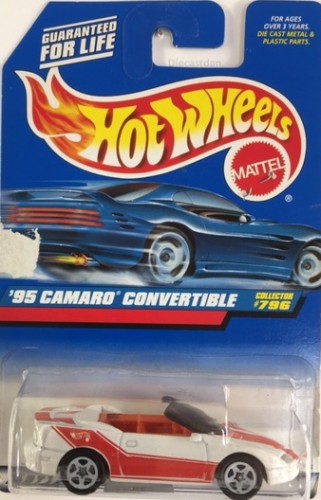 GUARANTEED
FOR LIFE
FOR AGES
OVER 3 YEARS.
DIE CAST METAL &
PLASTIC PARTS.
Diecastdan
HOT WHEELS
MATTEL
®
'95 CAMARO® CONVERTIBLE
COLLECTOR
#796